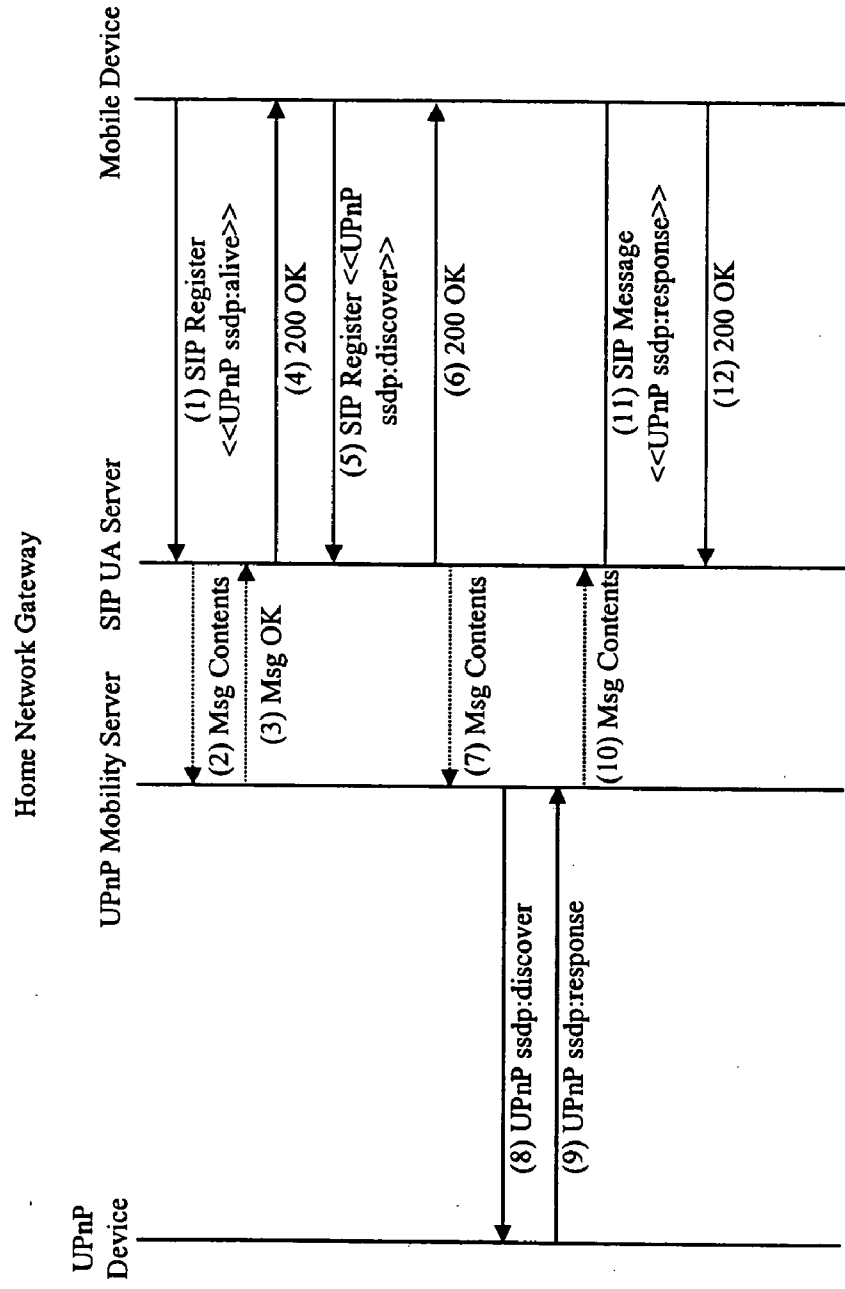 Home Network Gateway
UPnP
Device
UPnP Mobility Server
SIP UA Server
Mobile Device
(1) SIP Register
<<UPnP ssdp:alive>>
(2) Msg Contents
(3) Msg OK
(4) 200 OK
(5) SIP Register <<UPnP
ssdp:discover>>
(6) 200 OK
(7) Msg Contents
(8) UPnP ssdp:discover
(9) UPnP ssdp:response
(10) Msg Contents
(11) SIP Message
<<UPnP ssdp:response>>
(12) 200 OK